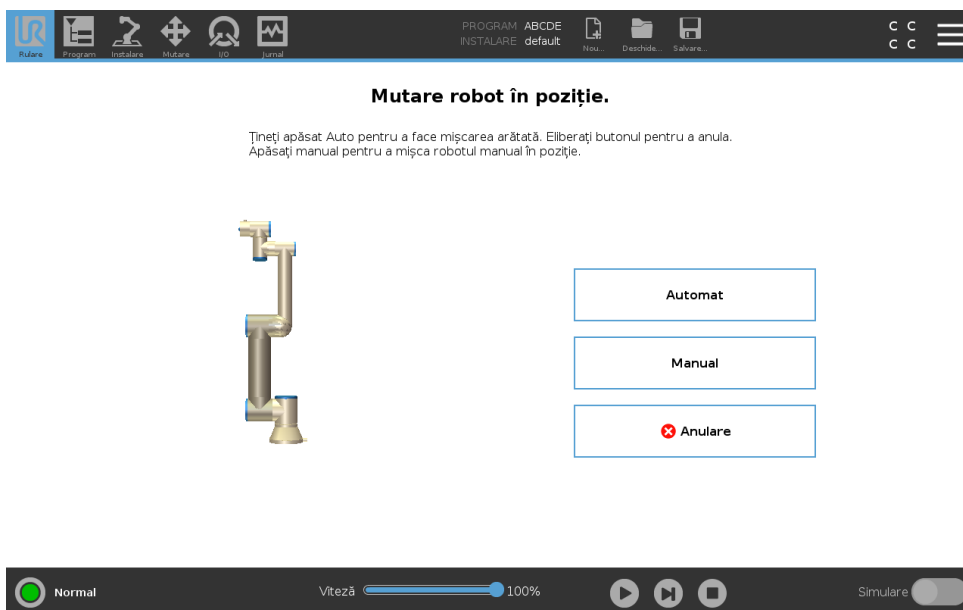 UR
Rulare
Program
Instalare
Mutare
I/O
Jurnal
PROGRAM ABCDE
INSTALARE default
Nou...
Deschide...
Salvare...
C C
C C
Mutare robot în poziție.
Țineți apăsat Auto pentru a face mișcarea arătată. Eliberați butonul pentru a anula.
Apăsați manual pentru a mișca robotul manual în poziție.
Automat
Manual
Anulare
Normal
Viteză
100%
Simulare